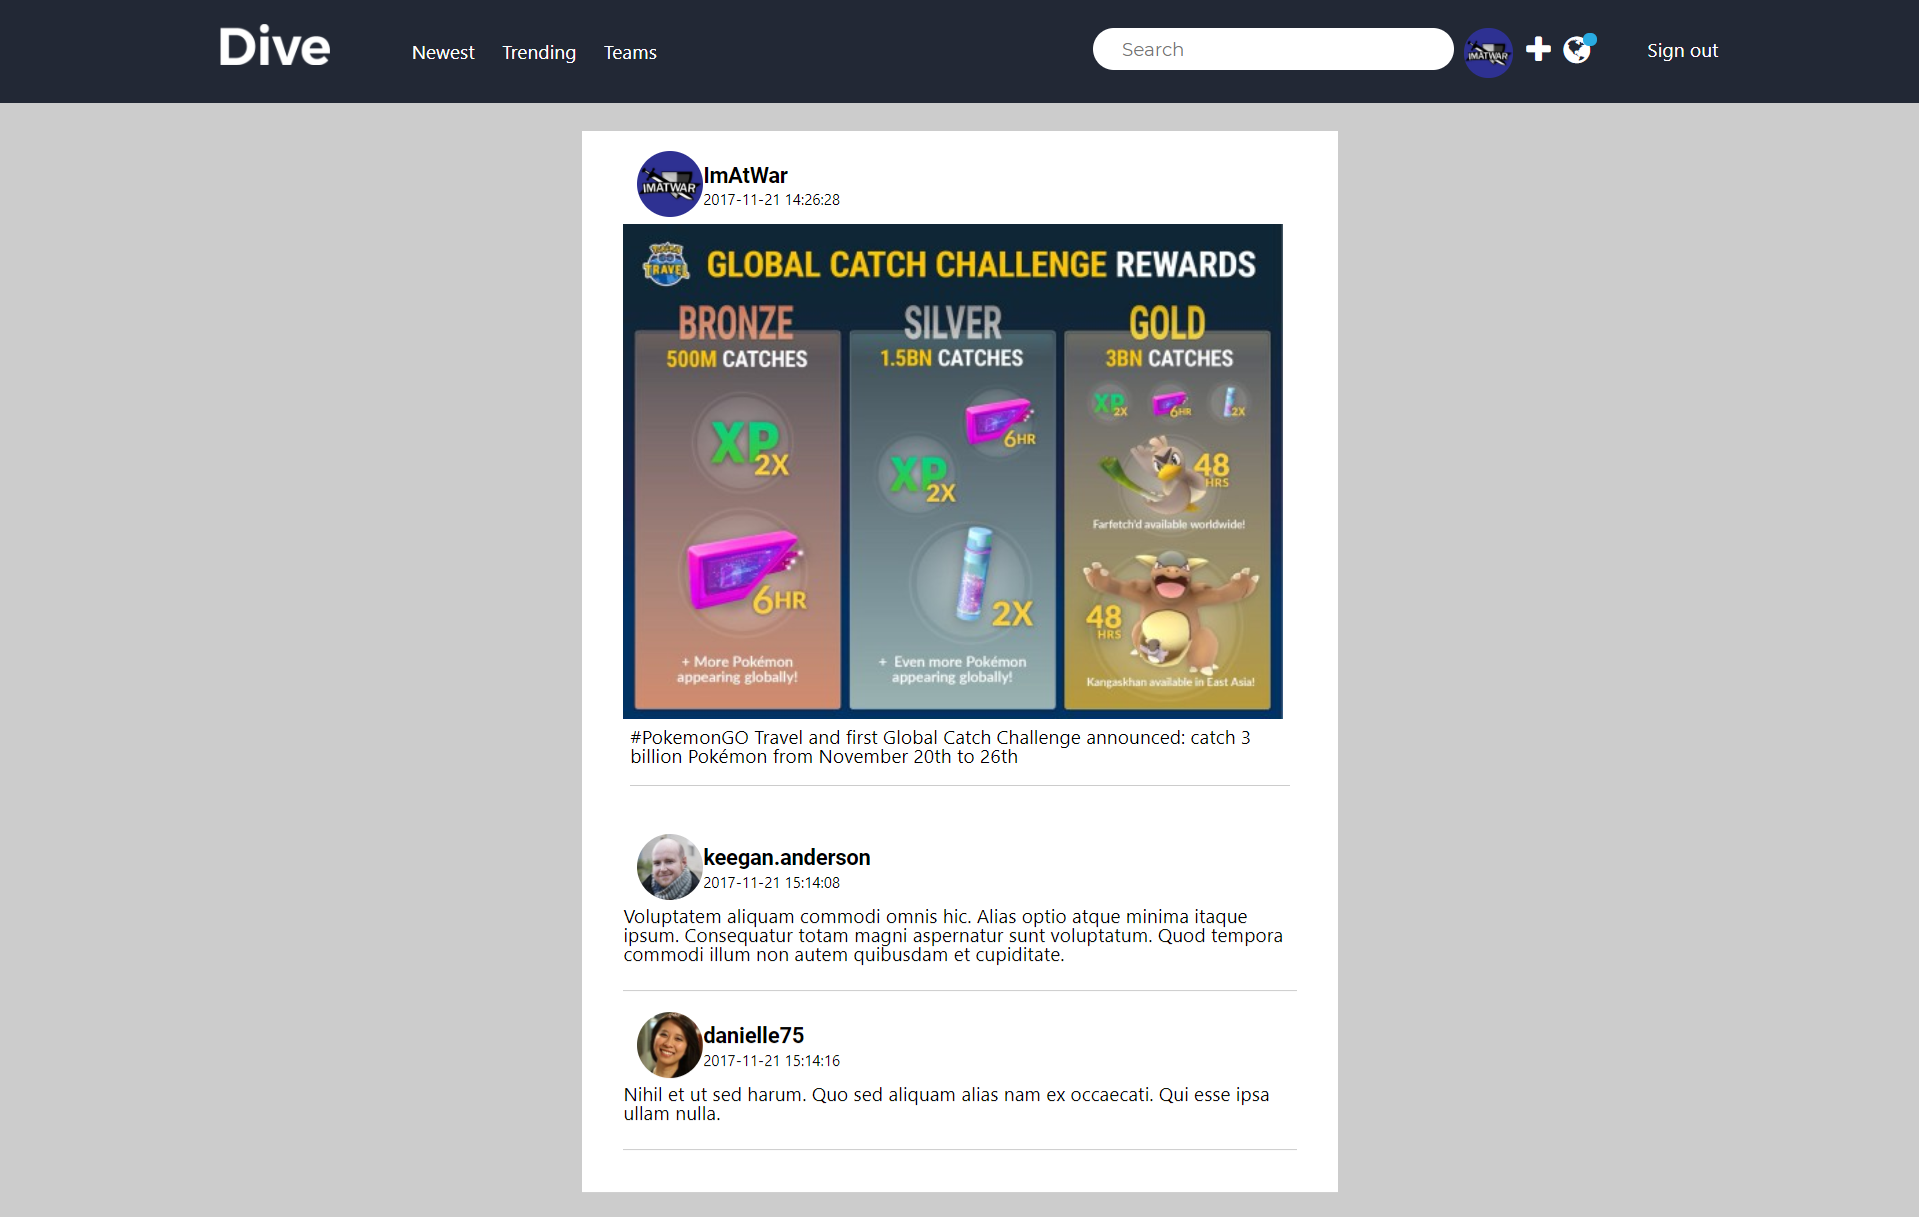 Dive
Newest Trending Teams
Search
IMATWAR
Sign out
IMATWAR
ImAtWar
2017-11-21 14:26:28
POKÉMON GO TRAVEL
GLOBAL CATCH CHALLENGE REWARDS
BRONZE
500M CATCHES
XP 2X
6HR
+ More Pokémon
appearing globally!
SILVER
1.5BN CATCHES
6HR
XP 2X
2X
+ Even more Pokémon
appearing globally!
GOLD
3BN CATCHES
XP 2X 6HR 2X
48 HRS
Farfetch'd available worldwide!
48 HRS
Kangaskhan available in East Asia!
#PokemonGO Travel and first Global Catch Challenge announced: catch 3
billion Pokémon from November 20th to 26th
keegan.anderson
2017-11-21 15:14:08
Voluptatem aliquam commodi omnis hic. Alias optio atque minima itaque
ipsum. Consequatur totam magni aspernatur sunt voluptatum. Quod tempora
commodi illum non autem quibusdam et cupiditate.
danielle75
2017-11-21 15:14:16
Nihil et ut sed harum. Quo sed aliquam alias nam ex occaecati. Qui esse ipsa
ullam nulla.